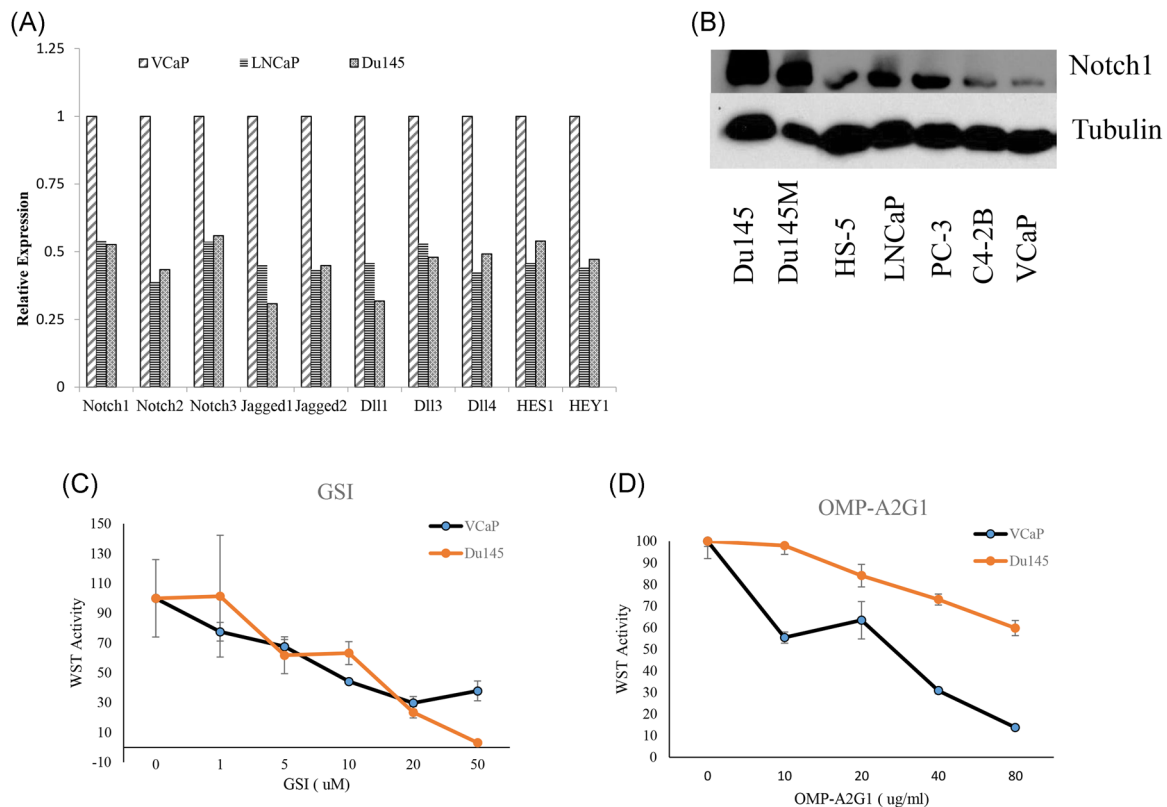 (A)
1.25
VCaP LNCaP Du145
1
0.75
0.5
0.25
0
Relative Expression
Notch1 Notch2 Notch3 Jagged1 Jagged2 Dll1 Dll3 Dll4 HES1 HEY1
(B)
Notch1
Tubulin
Du145 Du145M HS-5 LNCaP PC-3 C4-2B VCaP
(C)
GSI
VCaP
Du145
150
130
110
90
70
50
30
10
-10
WST Activity
0 1 5 10 20 50
GSI ( uM)
(D)
OMP-A2G1
VCaP
Du145
100
90
80
70
60
50
40
30
20
10
0
WST Activity
0 10 20 40 80
OMP-A2G1 ( ug/ml)